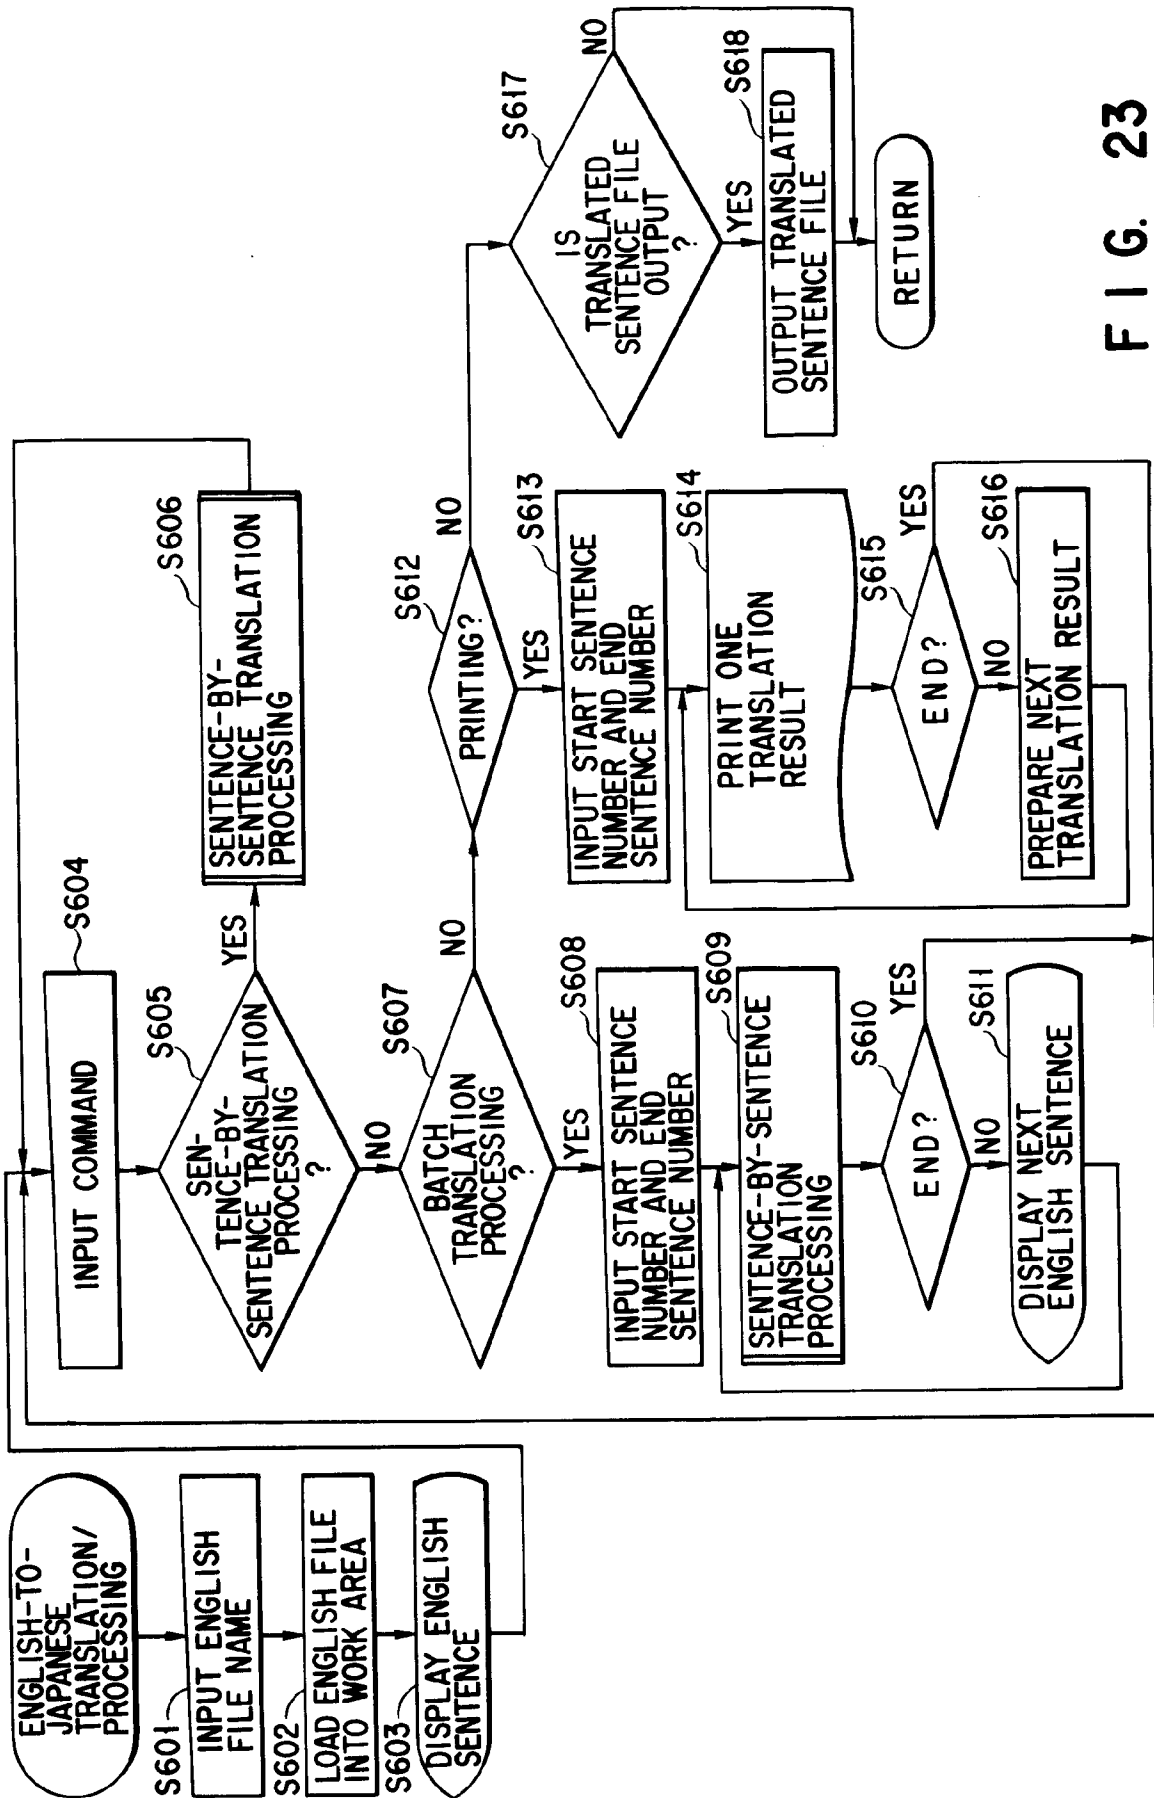 ENGLISH-TO-
JAPANESE
TRANSLATION/
PROCESSING
S601
INPUT ENGLISH
FILE NAME
S602
LOAD ENGLISH FILE
INTO WORK AREA
S603
DISPLAY ENGLISH
SENTENCE
S604
INPUT COMMAND
S605
SEN-
TENCE-BY-
SENTENCE TRANSLATION
PROCESSING
?
YES
NO
S606
SENTENCE-BY-
SENTENCE TRANSLATION
PROCESSING
S607
BATCH
TRANSLATION
PROCESSING
?
NO
YES
S608
INPUT START SENTENCE
NUMBER AND END
SENTENCE NUMBER
S609
SENTENCE-BY-SENTENCE
TRANSLATION
PROCESSING
S610
END?
YES
NO
S611
DISPLAY NEXT
ENGLISH SENTENCE
S612
PRINTING?
NO
YES
S613
INPUT START SENTENCE
NUMBER AND END
SENTENCE NUMBER
S614
PRINT ONE
TRANSLATION
RESULT
S615
END?
YES
NO
S616
PREPARE NEXT
TRANSLATION RESULT
S617
IS
TRANSLATED
SENTENCE FILE
OUTPUT
?
NO
YES
S618
OUTPUT TRANSLATED
SENTENCE FILE
RETURN
FIG. 23